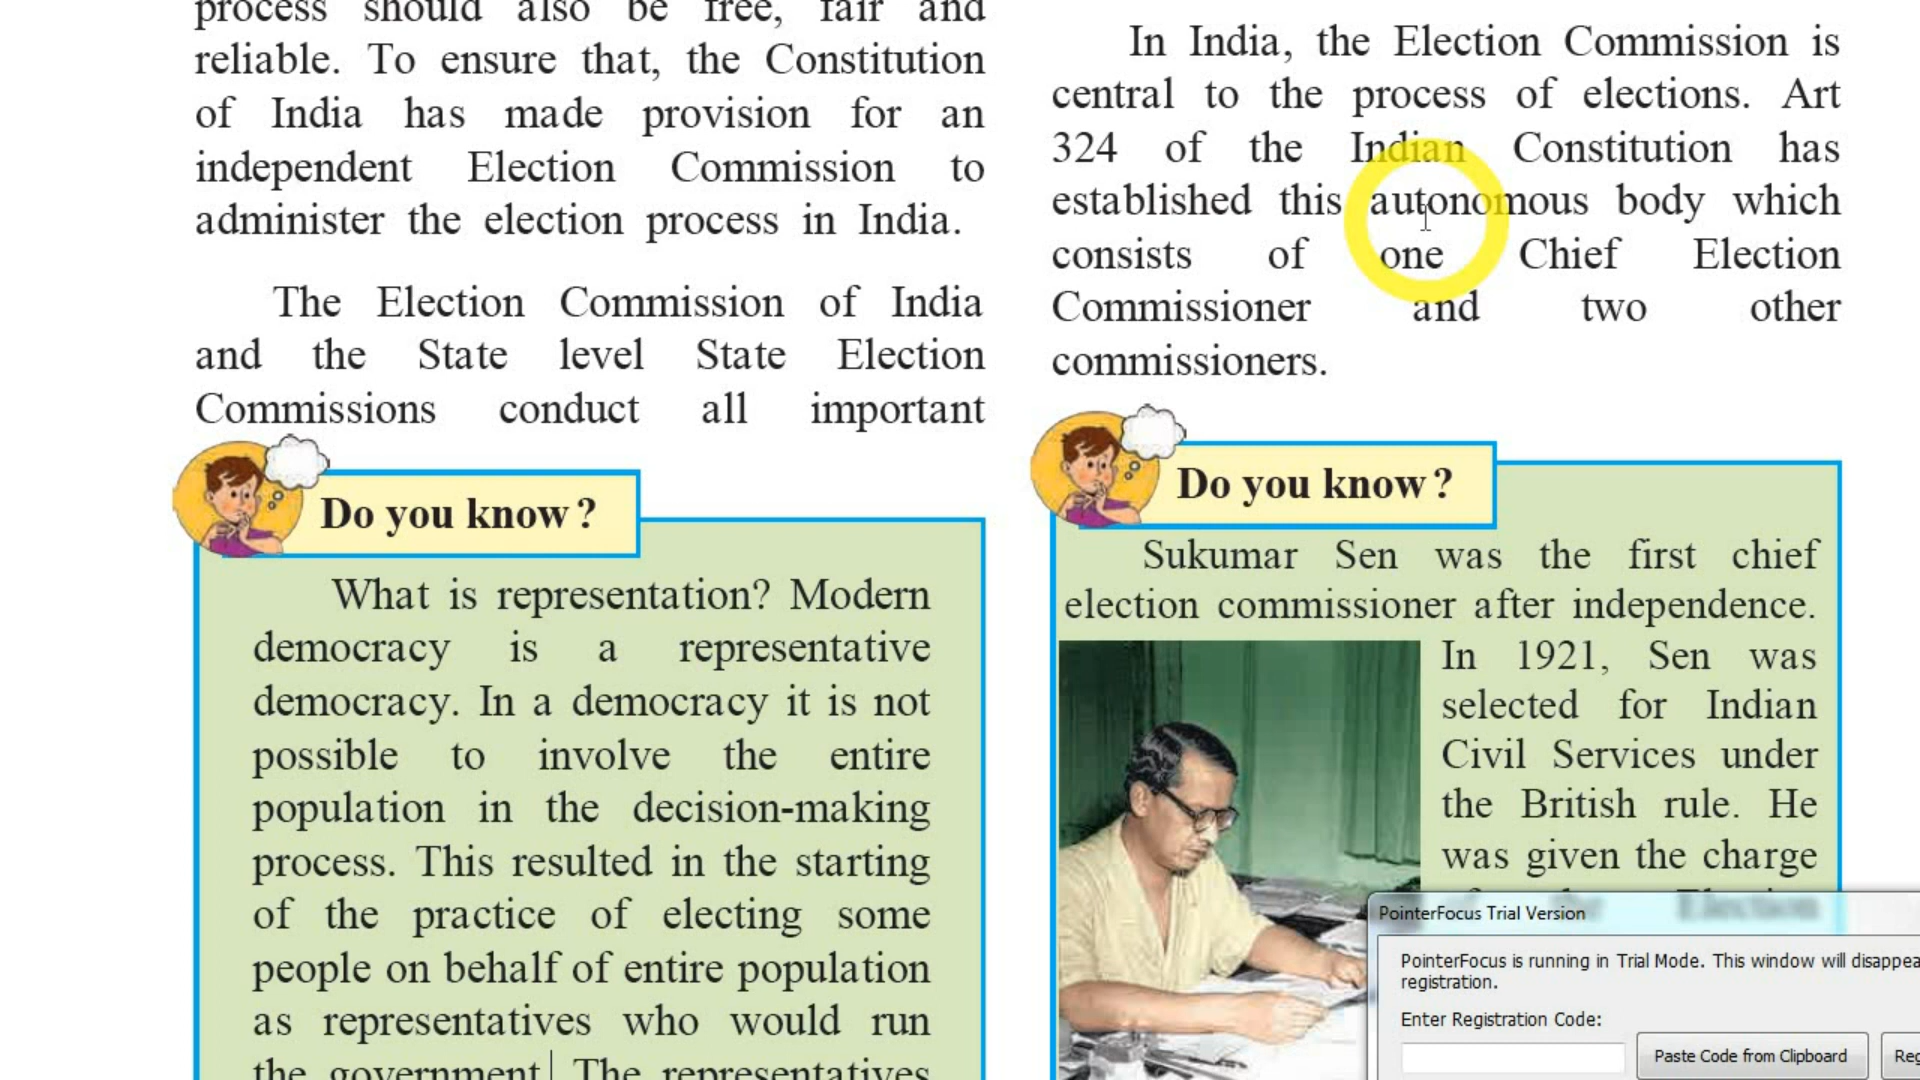 process should also be free, fair and
reliable. To ensure that, the Constitution
of India has made provision for an
independent Election Commission to
administer the election process in India.
The Election Commission of India
and the State level State Election
Commissions conduct all important
Do you know?
What is representation? Modern
democracy is a representative
democracy. In a democracy it is not
possible to involve the entire
population in the decision-making
process. This resulted in the starting
of the practice of electing some
people on behalf of entire population
as representatives who would run
the government. The representatives
In India, the Election Commission is
central to the process of elections. Art
324 of the Indian Constitution has
established this autonomous body which
consists of one Chief Election
Commissioner and two other
commissioners.
Do you know?
Sukumar Sen was the first chief
election commissioner after independence.
In 1921, Sen was
selected for Indian
Civil Services under
the British rule. He
was given the charge
Election
PointerFocus Trial Version
PointerFocus is running in Trial Mode. This window will disappea
registration.
Enter Registration Code:
Paste Code from Clipboard
Reg